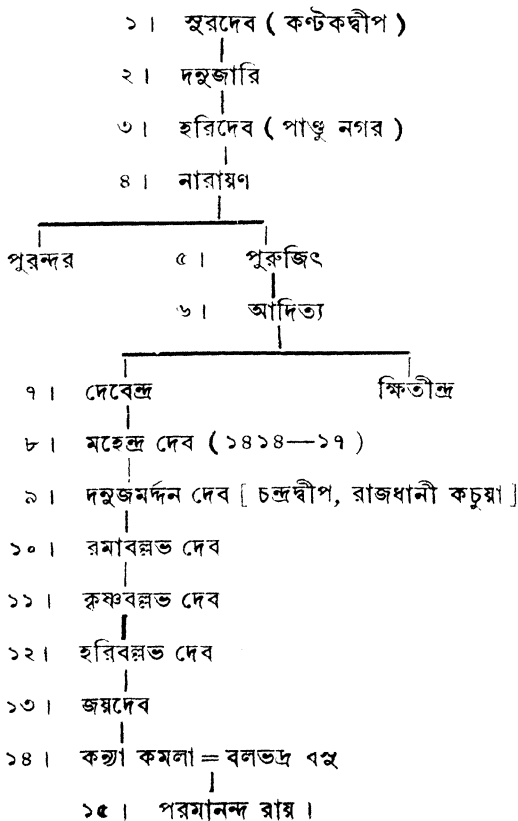 ১। সুরদেব ( কণ্টকদ্বীপ )
২। দনুজারি
৩। হরিদেব ( পাণ্ডু নগর )
৪। নারায়ণ
পুরন্দর ৫। পুরুজিৎ
৬। আদিত্য
৭। দেবেন্দ্র ক্ষিতীন্দ্র
৮। মহেন্দ্র দেব ( ১৪১৪—১৭ )
৯। দনুজমর্দ্দন দেব [ চন্দ্রদ্বীপ, রাজধানী কচুয়া ]
১০। রমাবল্লভ দেব
১১। কৃষ্ণবল্লভ দেব
১২। হরিবল্লভ দেব
১৩। জয়দেব
১৪। কন্যা কমলা = বলভদ্র বসু
১৫। পরমানন্দ রায়।